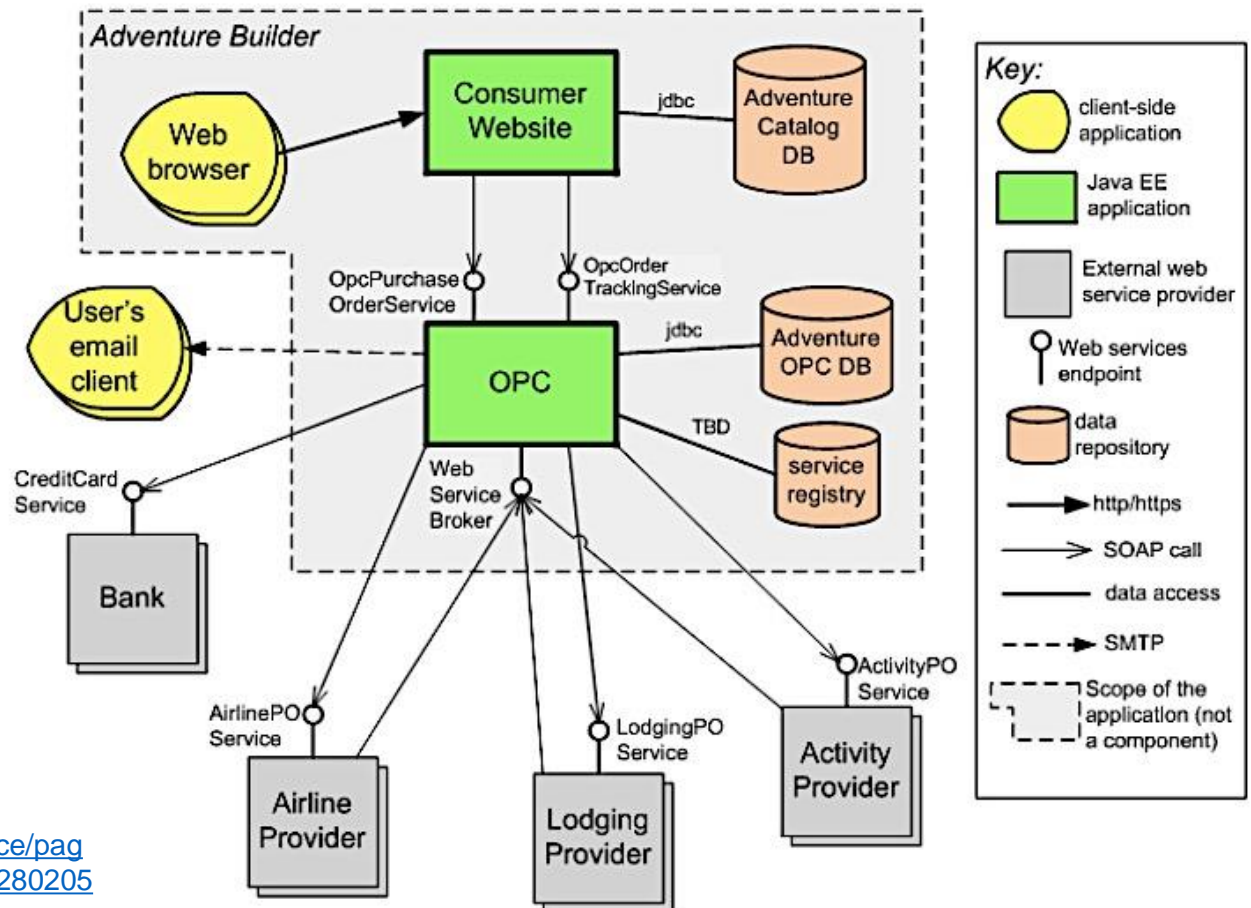 Adventure Builder
Consumer
Website
jdbc
Adventure
Catalog
DB
Web
browser
OpcPurchase
OrderService
OpcOrder
TrackingService
User's
email
client
OPC
jdbc
Adventure
OPC DB
TBD
service
registry
Web
Service
Broker
CreditCard
Service
Bank
AirlinePO
Service
Airline
Provider
LodgingPO
Service
Lodging
Provider
ActivityPO
Service
Activity
Provider
Key:
client-side
application
Java EE
application
External web
service provider
Web services
endpoint
data
repository
http/https
SOAP call
data access
SMTP
Scope of the
application (not
a component)
ce/pag
280205